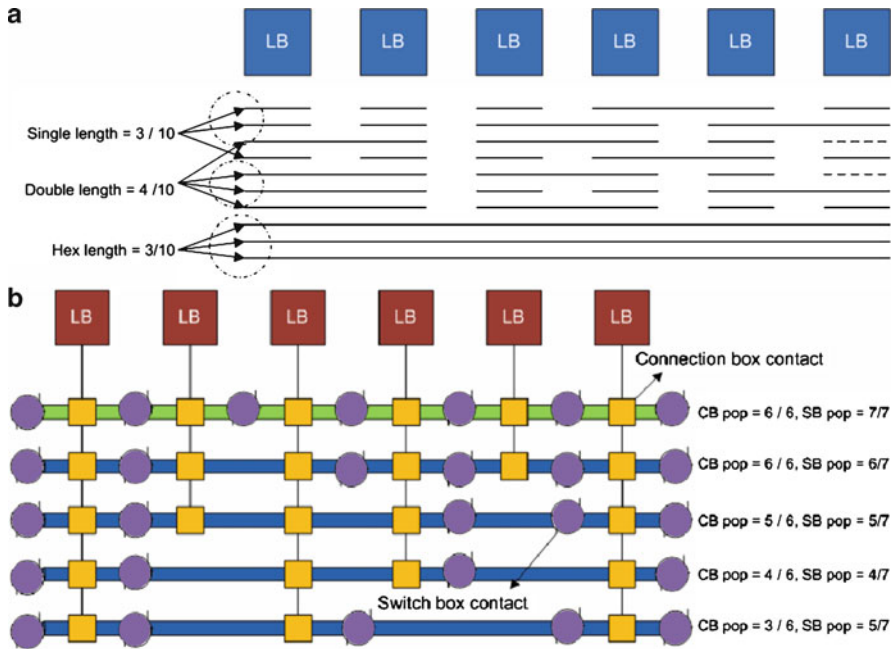 a
LB LB LB LB LB LB
Single length = 3 / 10
Double length = 4 /10
Hex length = 3/10
b
LB LB LB LB LB LB
Connection box contact
CB pop = 6 / 6, SB pop = 7/7
CB pop = 6 / 6, SB pop = 6/7
CB pop = 5 / 6, SB pop = 5/7
CB pop = 4 / 6, SB pop = 4/7
Switch box contact
CB pop = 3 / 6, SB pop = 5/7